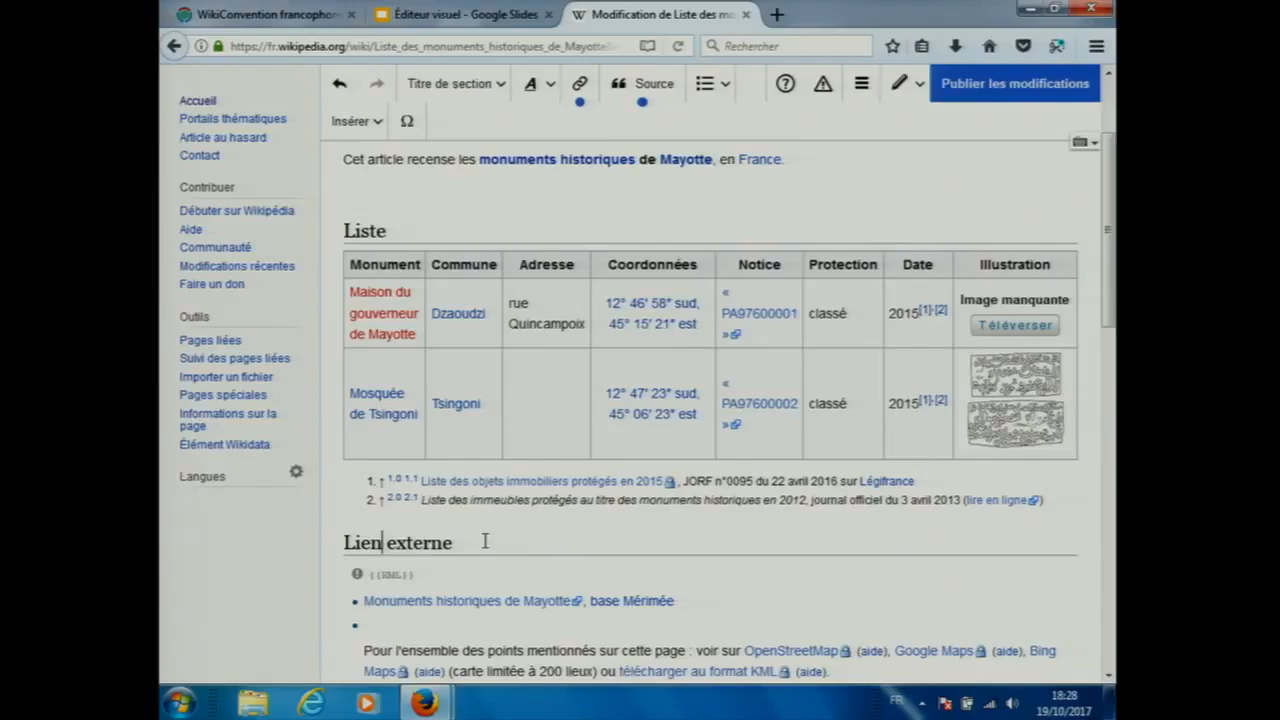 WikiConvention francophon
Éditeur visuel - Google Slides
W Modification de Liste des mo
https://fr.wikipedia.org/wiki/Liste_des_monuments_historiques_de_Mayotte
Rechercher
Accueil
Portails thématiques
Article au hasard
Contact
Contribuer
Débuter sur Wikipédia
Aide
Communauté
Modifications récentes
Faire un don
Outils
Pages liées
Suivi des pages liées
Importer un fichier
Pages spéciales
Informations sur la
page
Élément Wikidata
Langues
Titre de section
A
Source
Publier les modifications
Insérer
Ω
Cet article recense les monuments historiques de Mayotte, en France.
Liste
Monument Commune Adresse Coordonnées Notice Protection Date Illustration
Maison du
gouverneur
de Mayotte
Dzaoudzi
rue
Quincampoix
12° 46' 58" sud,
45° 15' 21" est
«
PA97600001
»
classé
2015[1],[2]
Image manquante
Téléverser
Mosquée
de Tsingoni
Tsingoni
12° 47' 23" sud,
45° 06' 23" est
«
PA97600002
»
classé
2015[1],[2]
1. ↑ 1,0 1,1 Liste des objets immobiliers protégés en 2015, JORF n°0095 du 22 avril 2016 sur Légifrance
2. ↑ 2,0 2,1 Liste des immeubles protégés au titre des monuments historiques en 2012, journal officiel du 3 avril 2013 (lire en ligne)
Lien externe
{{KML}}
• Monuments historiques de Mayotte, base Mérimée
•
Pour l'ensemble des points mentionnés sur cette page : voir sur OpenStreetMap (aide), Google Maps (aide), Bing
Maps (aide) (carte limitée à 200 lieux) ou télécharger au format KML (aide).
FR
18:28
19/10/2017